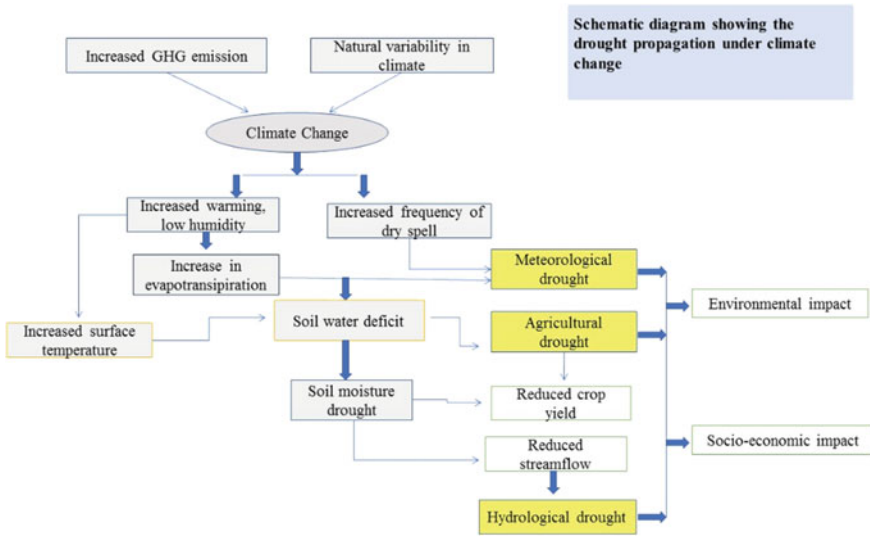 Schematic diagram showing the
drought propagation under climate
change
Increased GHG emission
Natural variability in
climate
Climate Change
Increased warming,
low humidity
Increased frequency of
dry spell
Increase in
evapotransipiration
Meteorological
drought
Environmental impact
Increased surface
temperature
Soil water deficit
Agricultural
drought
Soil moisture
drought
Reduced crop
yield
Socio-economic impact
Reduced
streamflow
Hydrological drought